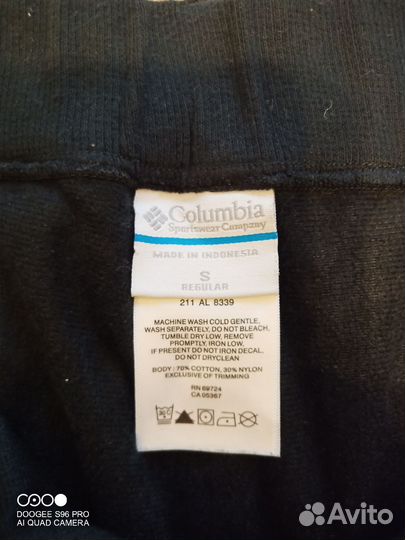 Columbia
Sportswear Company
MADE IN INDONESIA
S
REGULAR
211 AL 8339
MACHINE WASH COLD GENTLE,
WASH SEPARATELY, DO NOT BLEACH,
TUMBLE DRY LOW, REMOVE
PROMPTLY, IRON LOW,
IF PRESENT DO NOT IRON DECAL,
DO NOT DRYCLEAN
BODY : 70% COTTON, 30% NYLON
EXCLUSIVE OF TRIMMING
RN 69724
CA 05367
DOOGEE S96 PRO
AI QUAD CAMERA
Avito